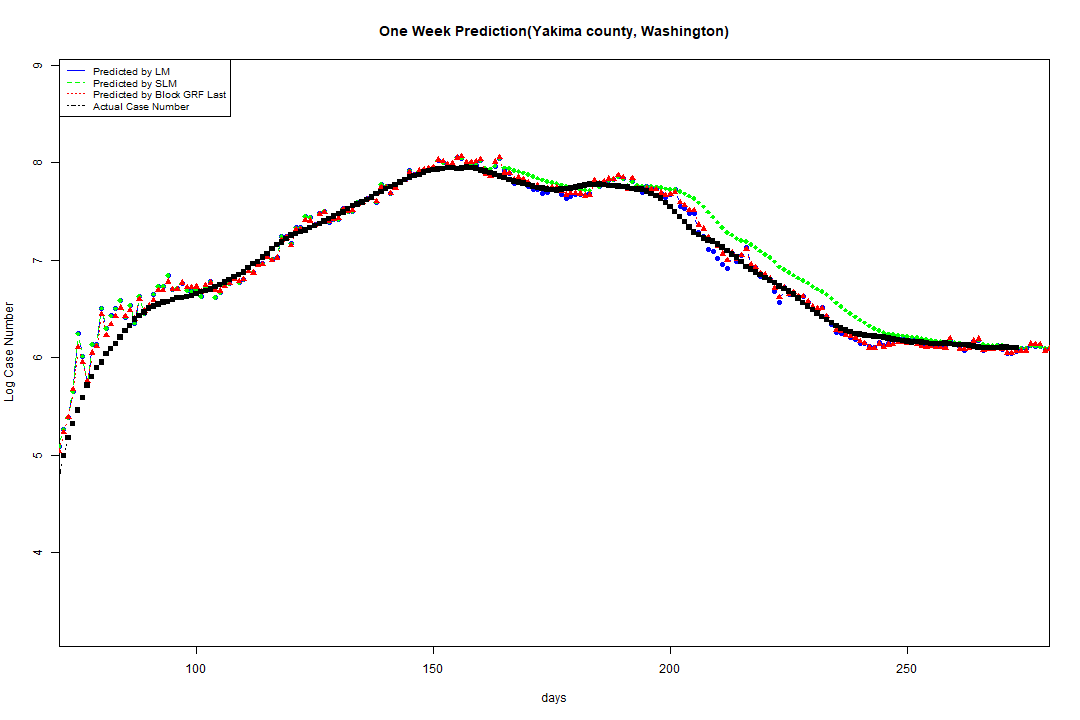 One Week Prediction(Yakima county, Washington)
Predicted by LM
Predicted by SLM
Predicted by Block GRF Last
Actual Case Number
9
8
7
6
5
4
Log Case Number
100 150 200 250
days